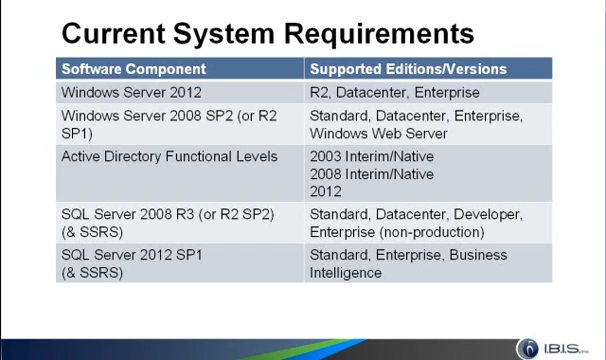 Current System Requirements
Software Component
Supported Editions/Versions
Windows Server 2012
R2, Datacenter, Enterprise
Windows Server 2008 SP2 (or R2
SP1)
Standard, Datacenter, Enterprise,
Windows Web Server
Active Directory Functional Levels
2003 Interim/Native
2008 Interim/Native
2012
SQL Server 2008 R3 (or R2 SP2)
(& SSRS)
Standard, Datacenter, Developer,
Enterprise (non-production)
SQL Server 2012 SP1
(& SSRS)
Standard, Enterprise, Business
Intelligence
I.B.I.S.